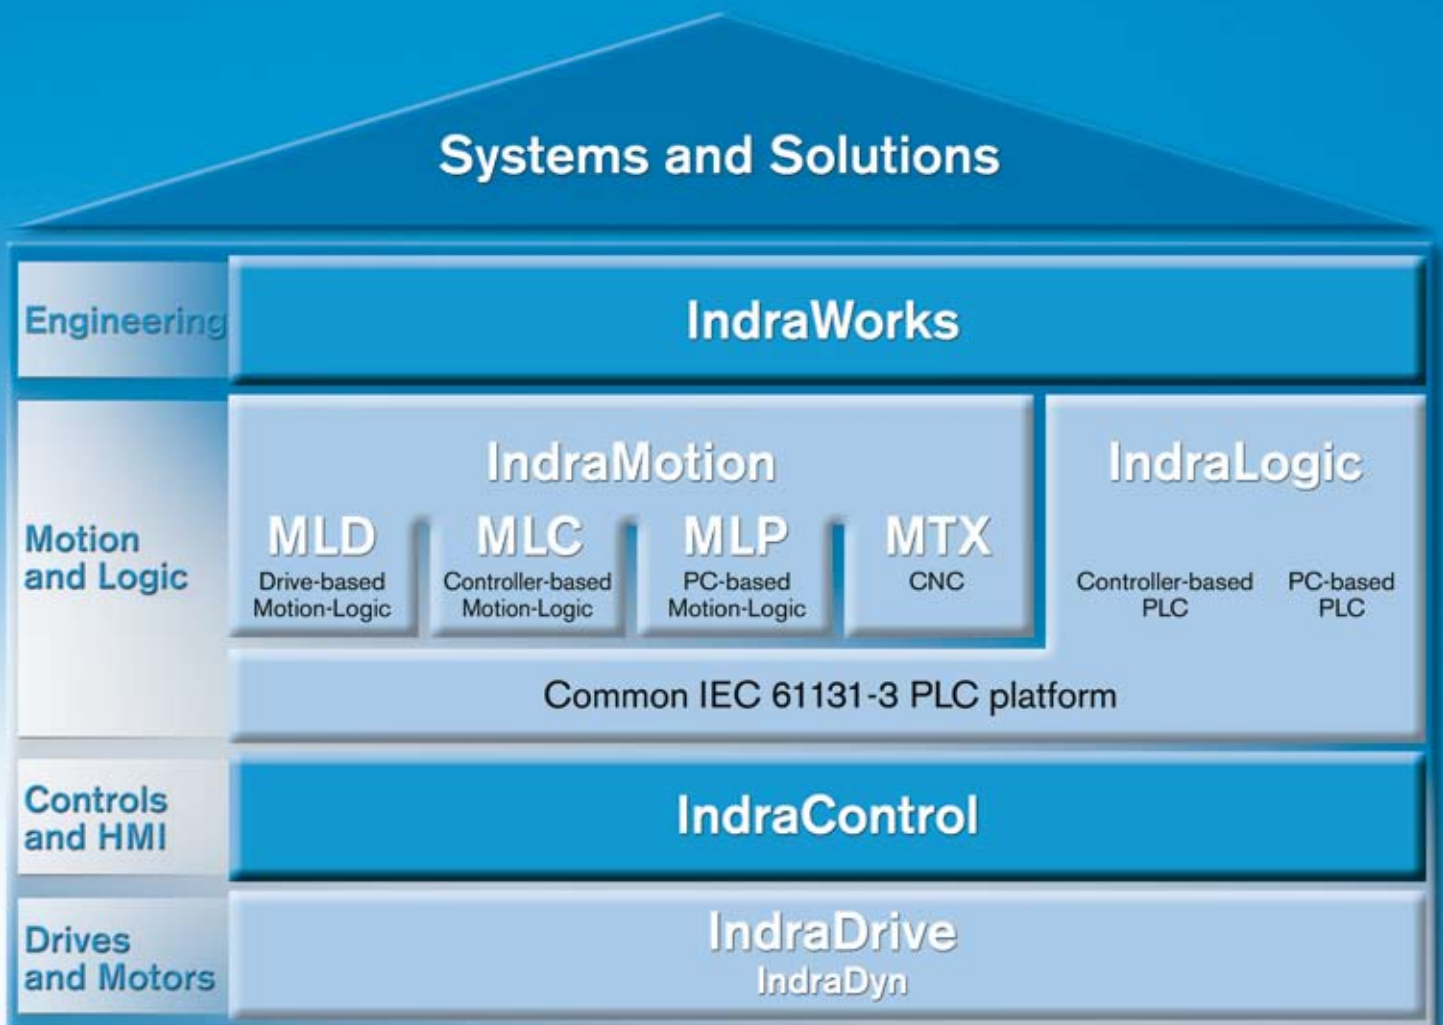 Systems and Solutions
Engineering
IndraWorks
Motion
and Logic
IndraMotion
MLD
Drive-based
Motion-Logic
MLC
Controller-based
Motion-Logic
MLP
PC-based
Motion-Logic
MTX
CNC
IndraLogic
Controller-based
PLC
PC-based
PLC
Common IEC 61131-3 PLC platform
Controls
and HMI
IndraControl
Drives
and Motors
IndraDrive
IndraDyn